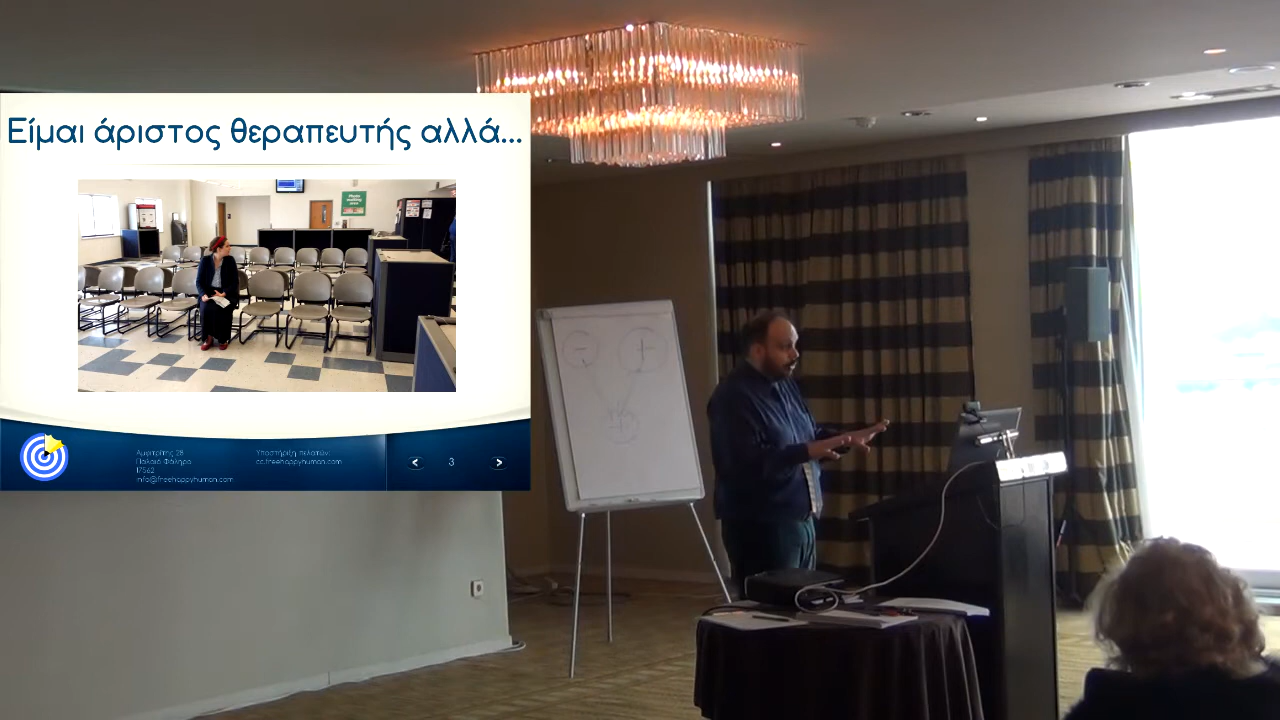 Είμαι άριστος θεραπευτής αλλά...
Αμφιτρίτης 28
Παλαιό Φάληρο
17562
info@freehappyhuman.com
Υποστήριξη πελατών:
cc.freehappyhuman.com
3